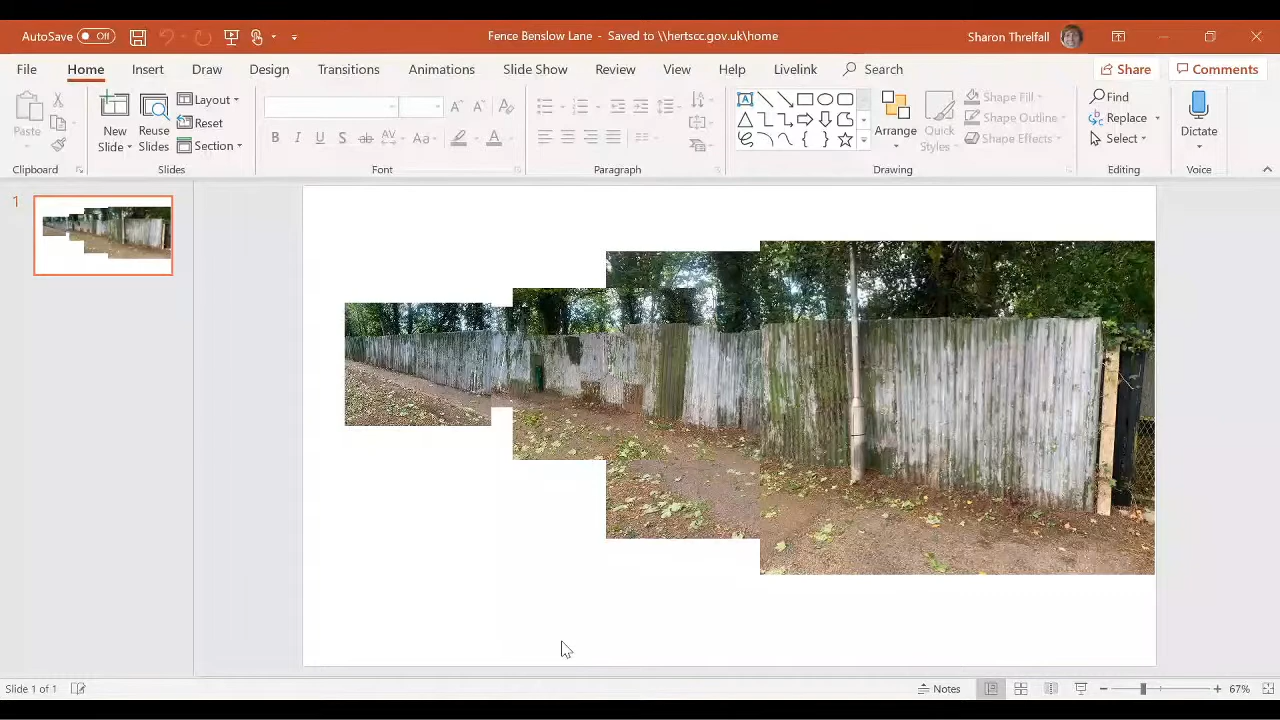 AutoSave Off Fence Benslow Lane - Saved to \\hertscc.gov.uk\home Sharon Threlfall
File Home Insert Draw Design Transitions Animations Slide Show Review View Help Livelink Search Share Comments
Paste
New Slide
Reuse Slides
Layout
Reset
Section
B I U S ab AV Aa A
Arrange
Quick Styles
Shape Fill
Shape Outline
Shape Effects
Find
Replace
Select
Dictate
Clipboard Slides Font Paragraph Drawing Editing Voice
1
Slide 1 of 1 Notes 67%